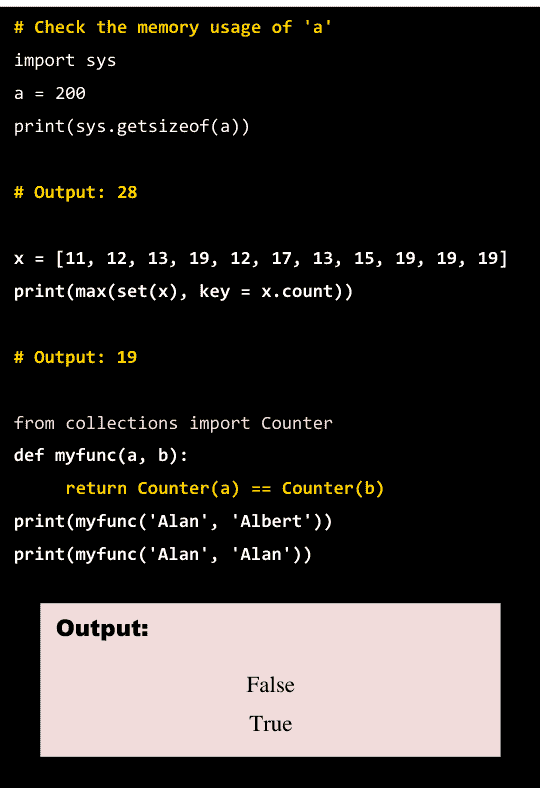 # Check the memory usage of 'a'
import sys
a = 200
print(sys.getsizeof(a))
# Output: 28
x = [11, 12, 13, 19, 12, 17, 13, 15, 19, 19, 19]
print(max(set(x), key = x.count))
# Output: 19
from collections import Counter
def myfunc(a, b):
     return Counter(a) == Counter(b)
print(myfunc('Alan', 'Albert'))
print(myfunc('Alan', 'Alan'))
Output:
False
True